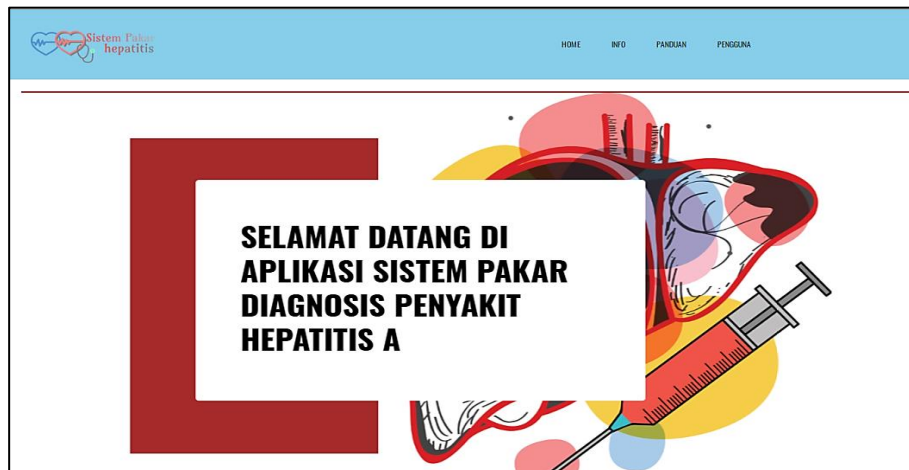 Sistem Pakar
hepatitis
HOME INFO PANDUAN PENGGUNA
SELAMAT DATANG DI
APLIKASI SISTEM PAKAR
DIAGNOSIS PENYAKIT
HEPATITIS A